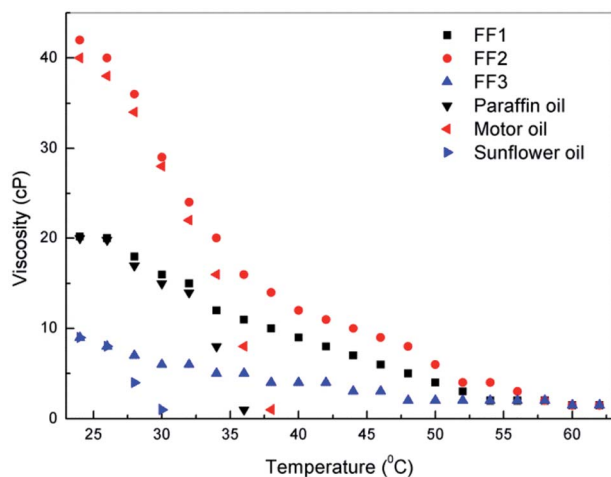 FF1
FF2
FF3
Paraffin oil
Motor oil
Sunflower oil
Viscosity (cP)
40
30
20
10
0
25 30 35 40 45 50 55 60
Temperature (⁰C)